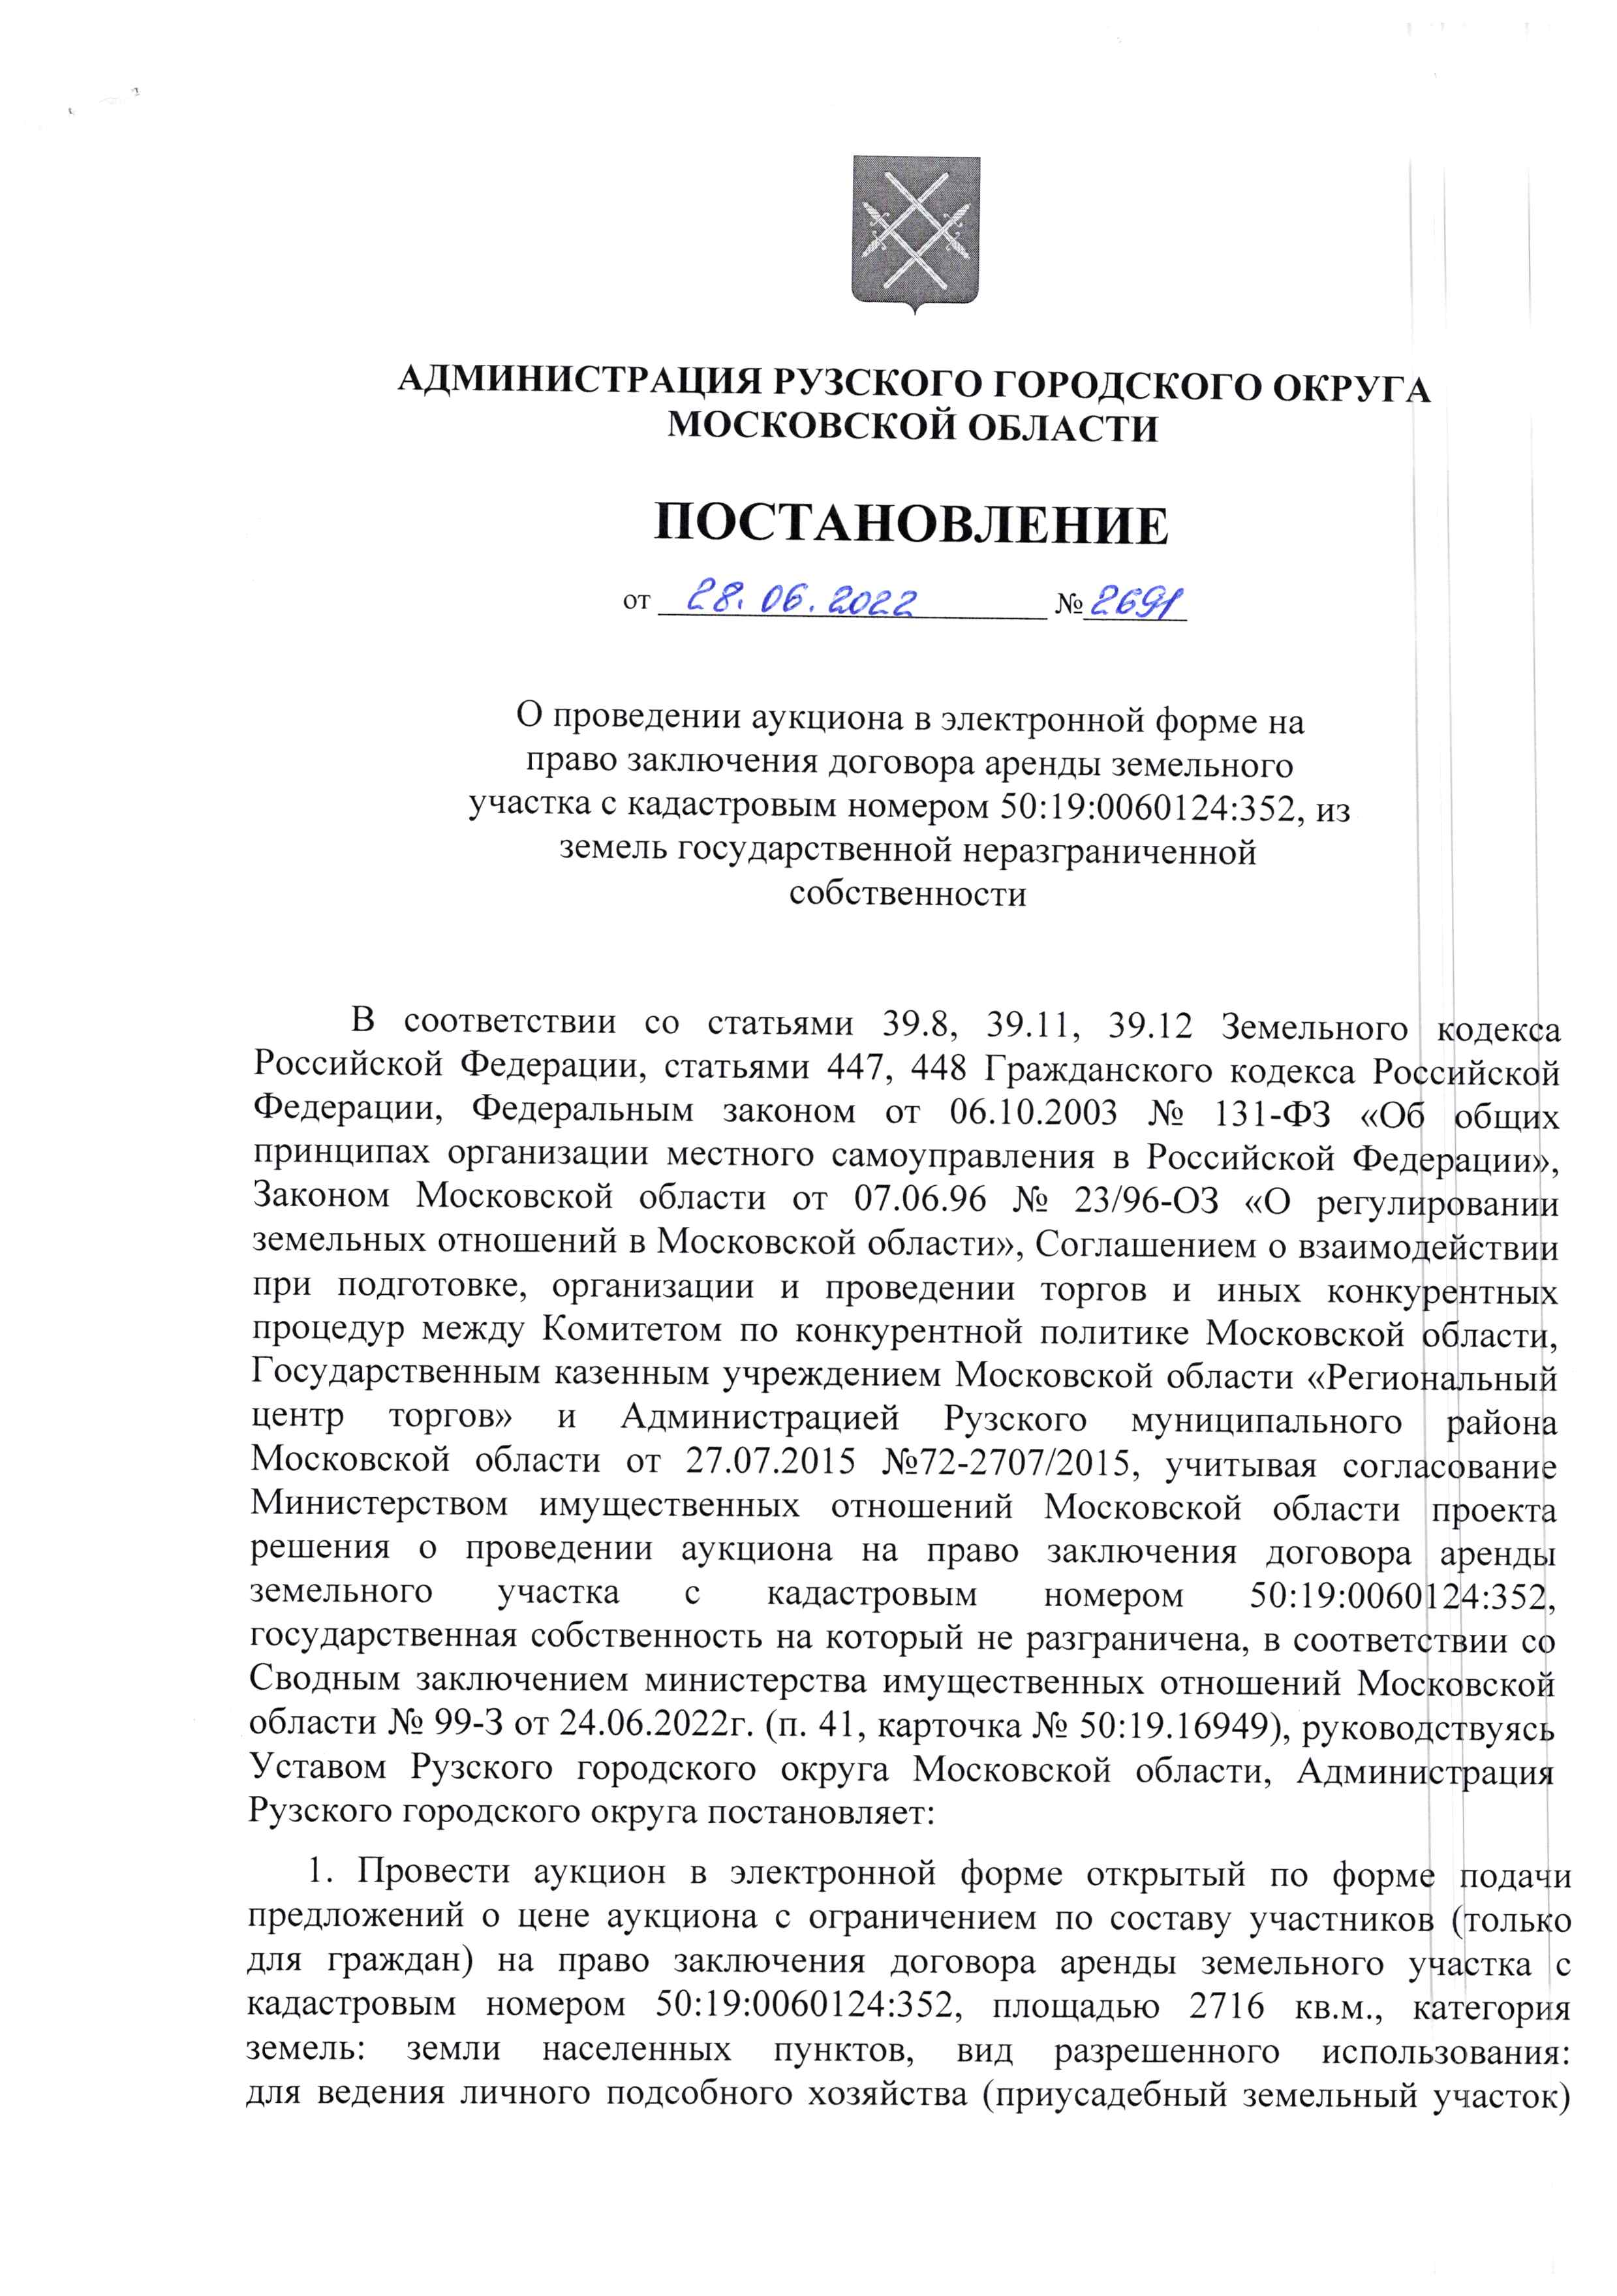 АДМИНИСТРАЦИЯ РУЗСКОГО ГОРОДСКОГО ОКРУГА
МОСКОВСКОЙ ОБЛАСТИ
ПОСТАНОВЛЕНИЕ
от 28.06.2022 № 2691
О проведении аукциона в электронной форме на
право заключения договора аренды земельного
участка с кадастровым номером 50:19:0060124:352, из
земель государственной неразграниченной
собственности
В соответствии со статьями 39.8, 39.11, 39.12 Земельного кодекса
Российской Федерации, статьями 447, 448 Гражданского кодекса Российской
Федерации, Федеральным законом от 06.10.2003 № 131-ФЗ «Об общих
принципах организации местного самоуправления в Российской Федерации»,
Законом Московской области от 07.06.96 № 23/96-ОЗ «О регулировании
земельных отношений в Московской области», Соглашением о взаимодействии
при подготовке, организации и проведении торгов и иных конкурентных
процедур между Комитетом по конкурентной политике Московской области,
Государственным казенным учреждением Московской области «Региональный
центр торгов» и Администрацией Рузского муниципального района
Московской области от 27.07.2015 №72-2707/2015, учитывая согласование
Министерством имущественных отношений Московской области проекта
решения о проведении аукциона на право заключения договора аренды
земельного участка с кадастровым номером 50:19:0060124:352,
государственная собственность на который не разграничена, в соответствии со
Сводным заключением министерства имущественных отношений Московской
области № 99-З от 24.06.2022г. (п. 41, карточка № 50:19.16949), руководствуясь
Уставом Рузского городского округа Московской области, Администрация
Рузского городского округа постановляет:
1. Провести аукцион в электронной форме открытый по форме подачи
предложений о цене аукциона с ограничением по составу участников (только
для граждан) на право заключения договора аренды земельного участка с
кадастровым номером 50:19:0060124:352, площадью 2716 кв.м., категория
земель: земли населенных пунктов, вид разрешенного использования:
для ведения личного подсобного хозяйства (приусадебный земельный участок)